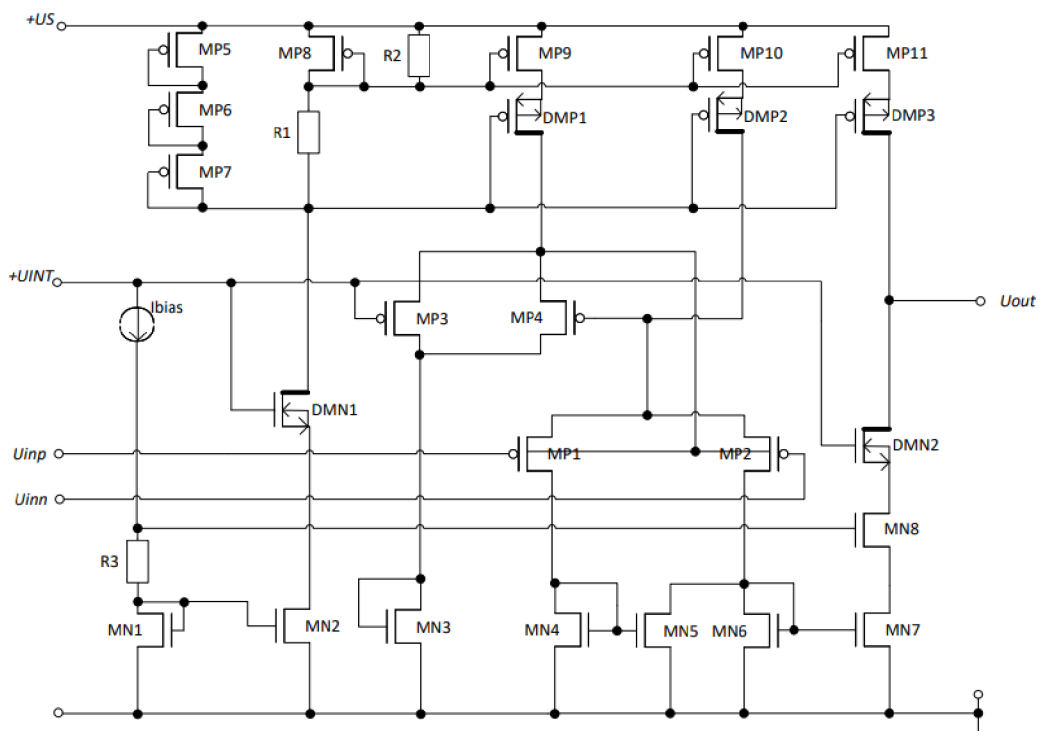 +US
MP5
MP8
R2
MP9
MP10
MP11
MP6
R1
DMP1
DMP2
DMP3
MP7
+UINT
Ibias
Uout
MP3
MP4
DMN1
Uinp
MP1
MP2
DMN2
Uinn
MN8
R3
MN1
MN2
MN3
MN4
MN5
MN6
MN7